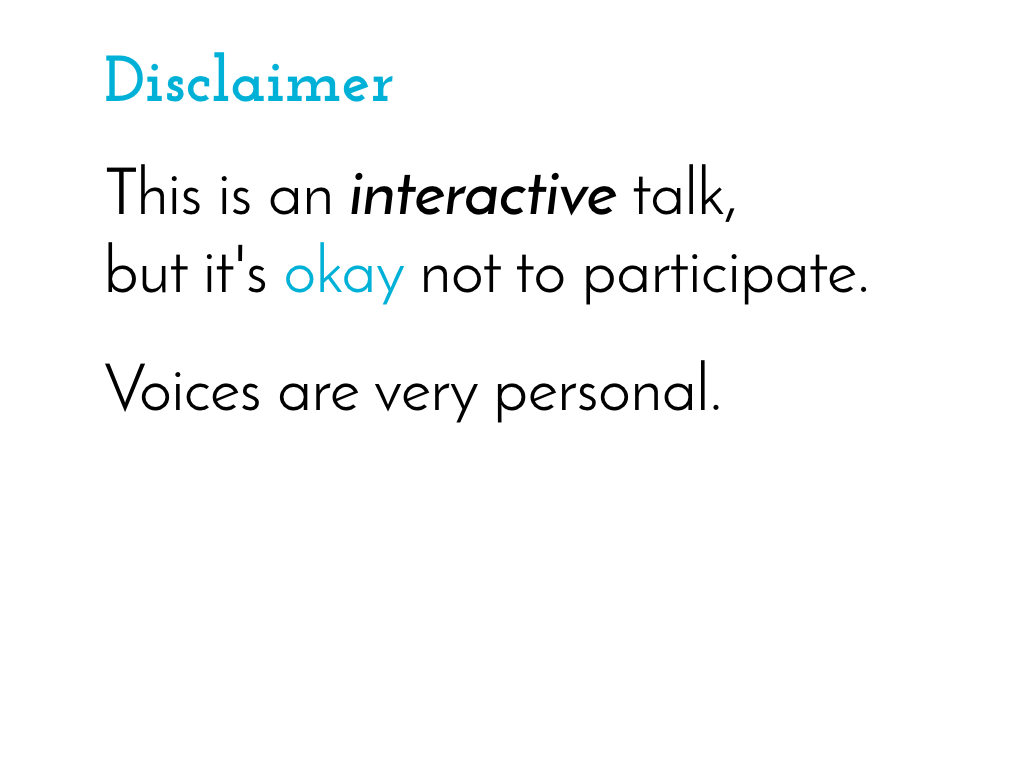 Disclaimer
This is an interactive talk,
but it's okay not to participate.
Voices are very personal.